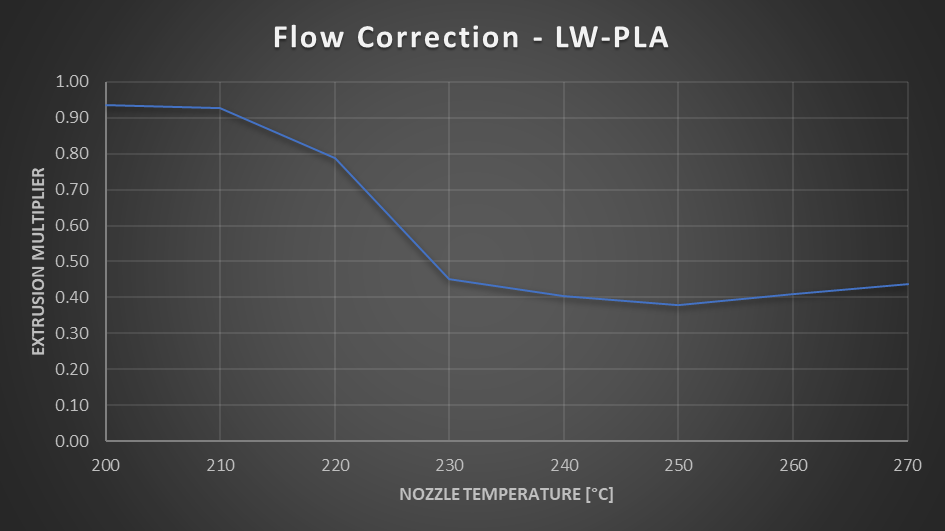 Flow Correction - LW-PLA
EXTRUSION MULTIPLIER
1.00
0.90
0.80
0.70
0.60
0.50
0.40
0.30
0.20
0.10
0.00
200 210 220 230 240 250 260 270
NOZZLE TEMPERATURE [°C]